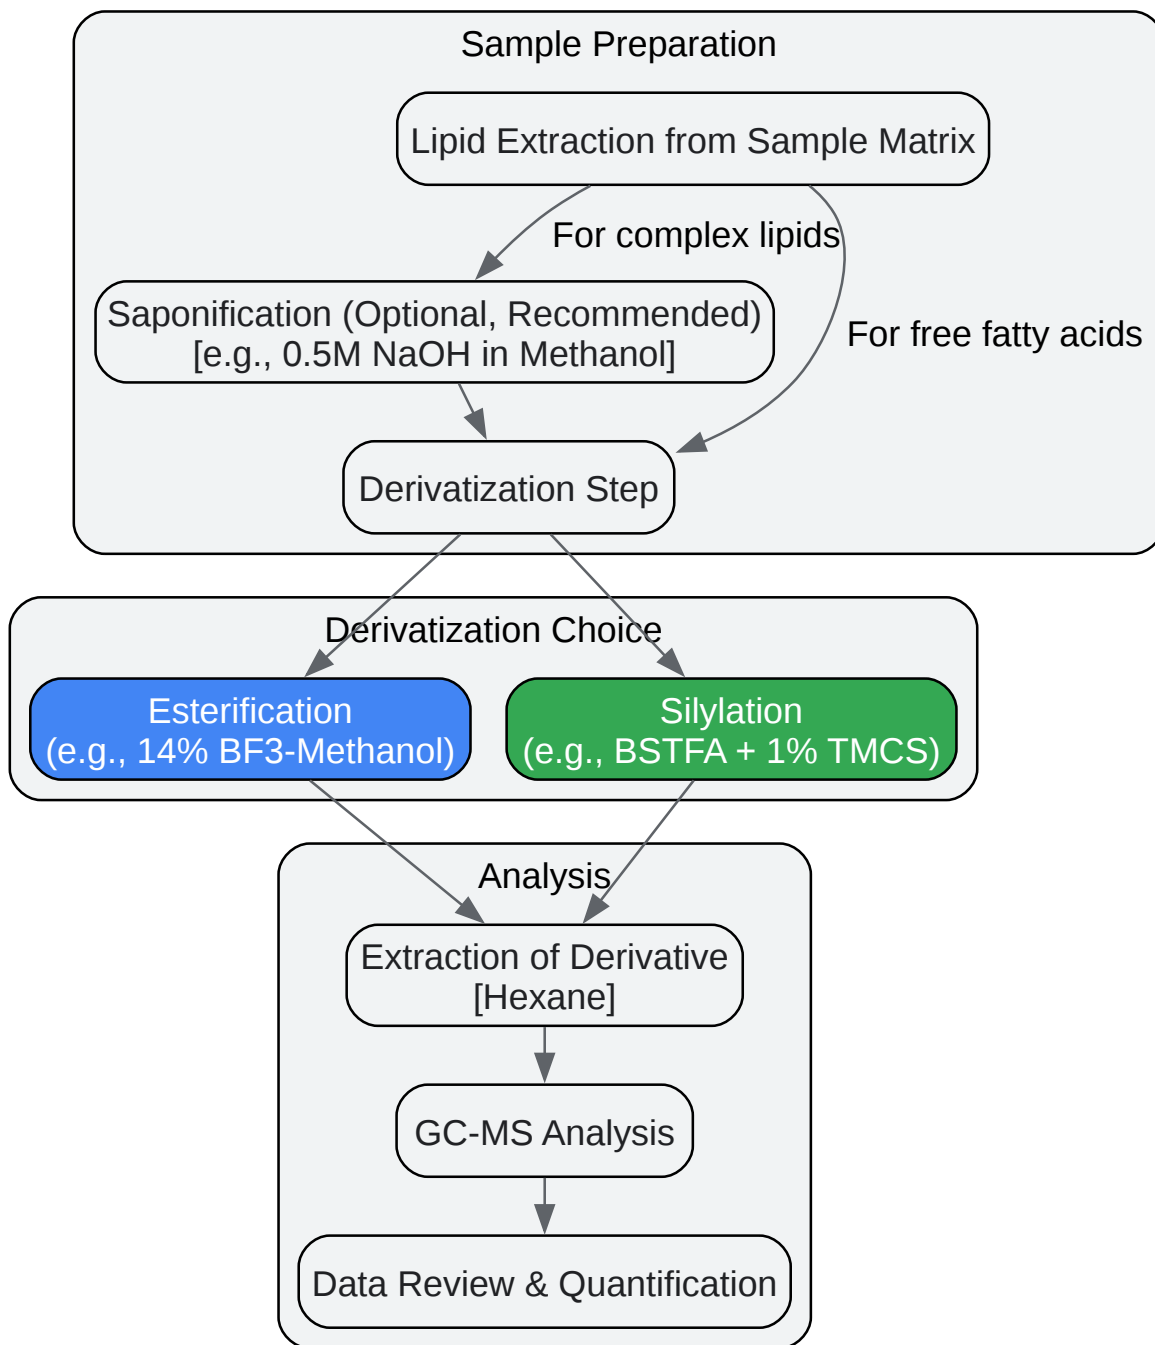 Sample Preparation
Lipid Extraction from Sample Matrix
For complex lipids
Saponification (Optional, Recommended)
[e.g., 0.5M NaOH in Methanol]
For free fatty acids
Derivatization Step
Derivatization Choice
Esterification
(e.g., 14% BF3-Methanol)
Silylation
(e.g., BSTFA + 1% TMCS)
Analysis
Extraction of Derivative
[Hexane]
GC-MS Analysis
Data Review & Quantification